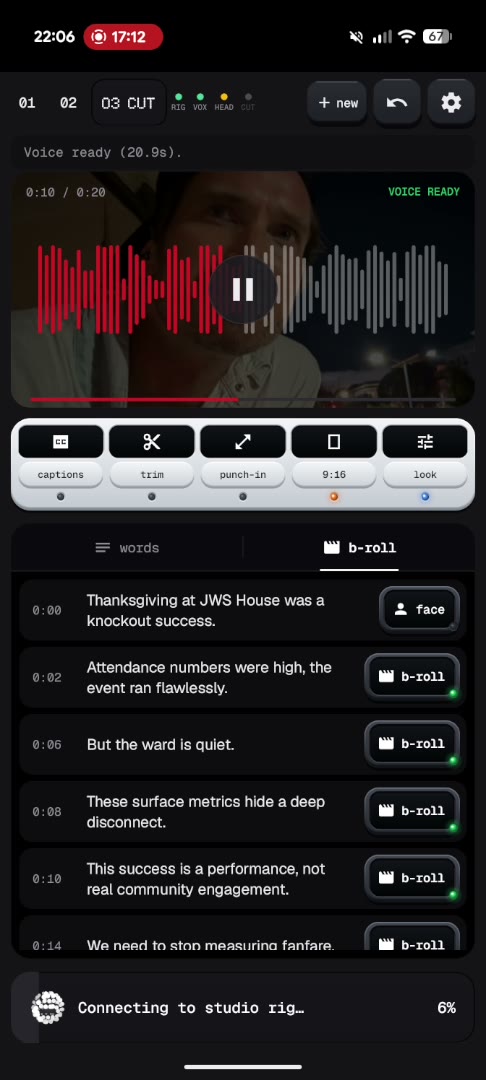 22:06 17:12 67
01 02 03 CUT RIG VOX HEAD CUT + new
Voice ready (20.9s).
0:10 / 0:20 VOICE READY
CC
captions trim punch-in 9:16 look
words b-roll
0:00 Thanksgiving at JWS House was a
knockout success. face
0:02 Attendance numbers were high, the
event ran flawlessly. b-roll
0:06 But the ward is quiet. b-roll
0:08 These surface metrics hide a deep
disconnect. b-roll
0:10 This success is a performance, not
real community engagement. b-roll
0:14 We need to stop measuring fanfare. b-roll
Connecting to studio rig… 6%